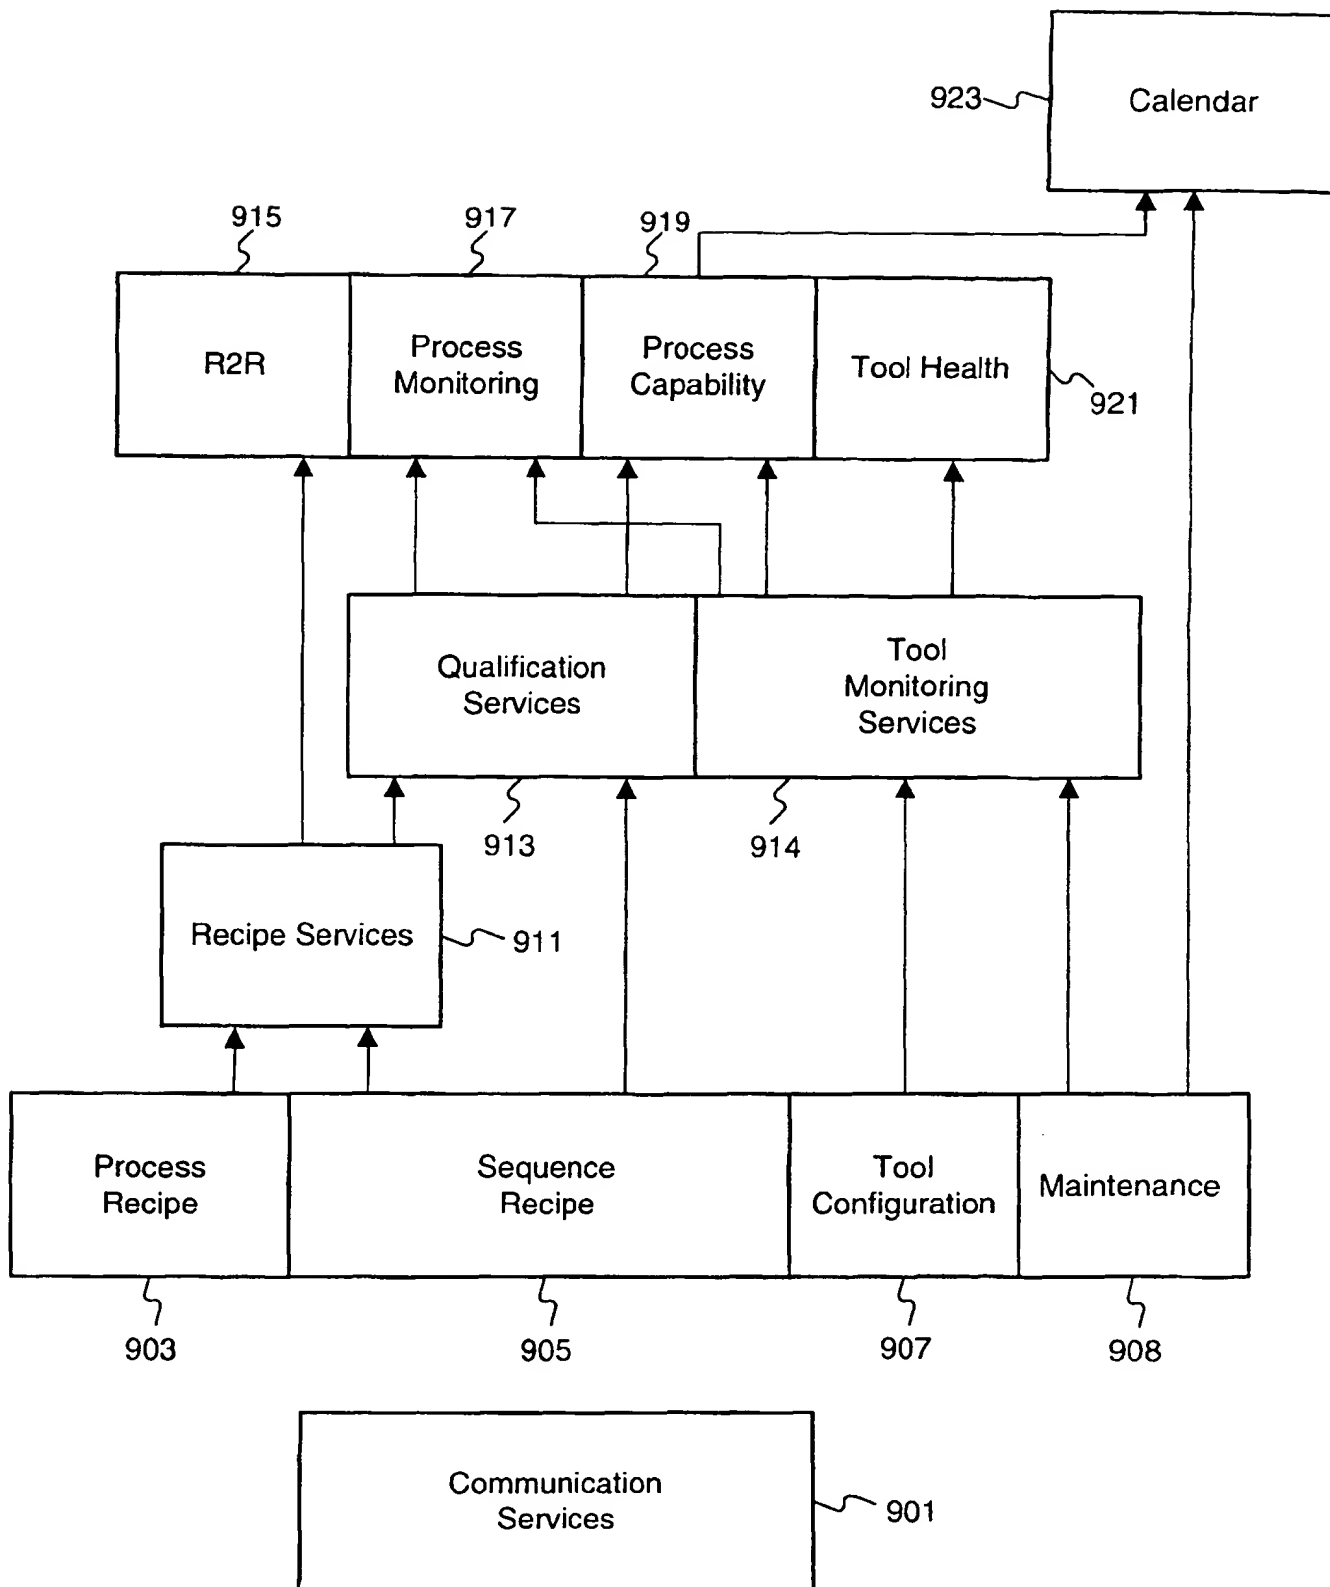 923
Calendar
915
917
919
R2R
Process
Monitoring
Process
Capability
Tool Health
921
Qualification
Services
Tool
Monitoring
Services
913
914
Recipe Services
911
Process
Recipe
Sequence
Recipe
Tool
Configuration
Maintenance
903
905
907
908
Communication
Services
901